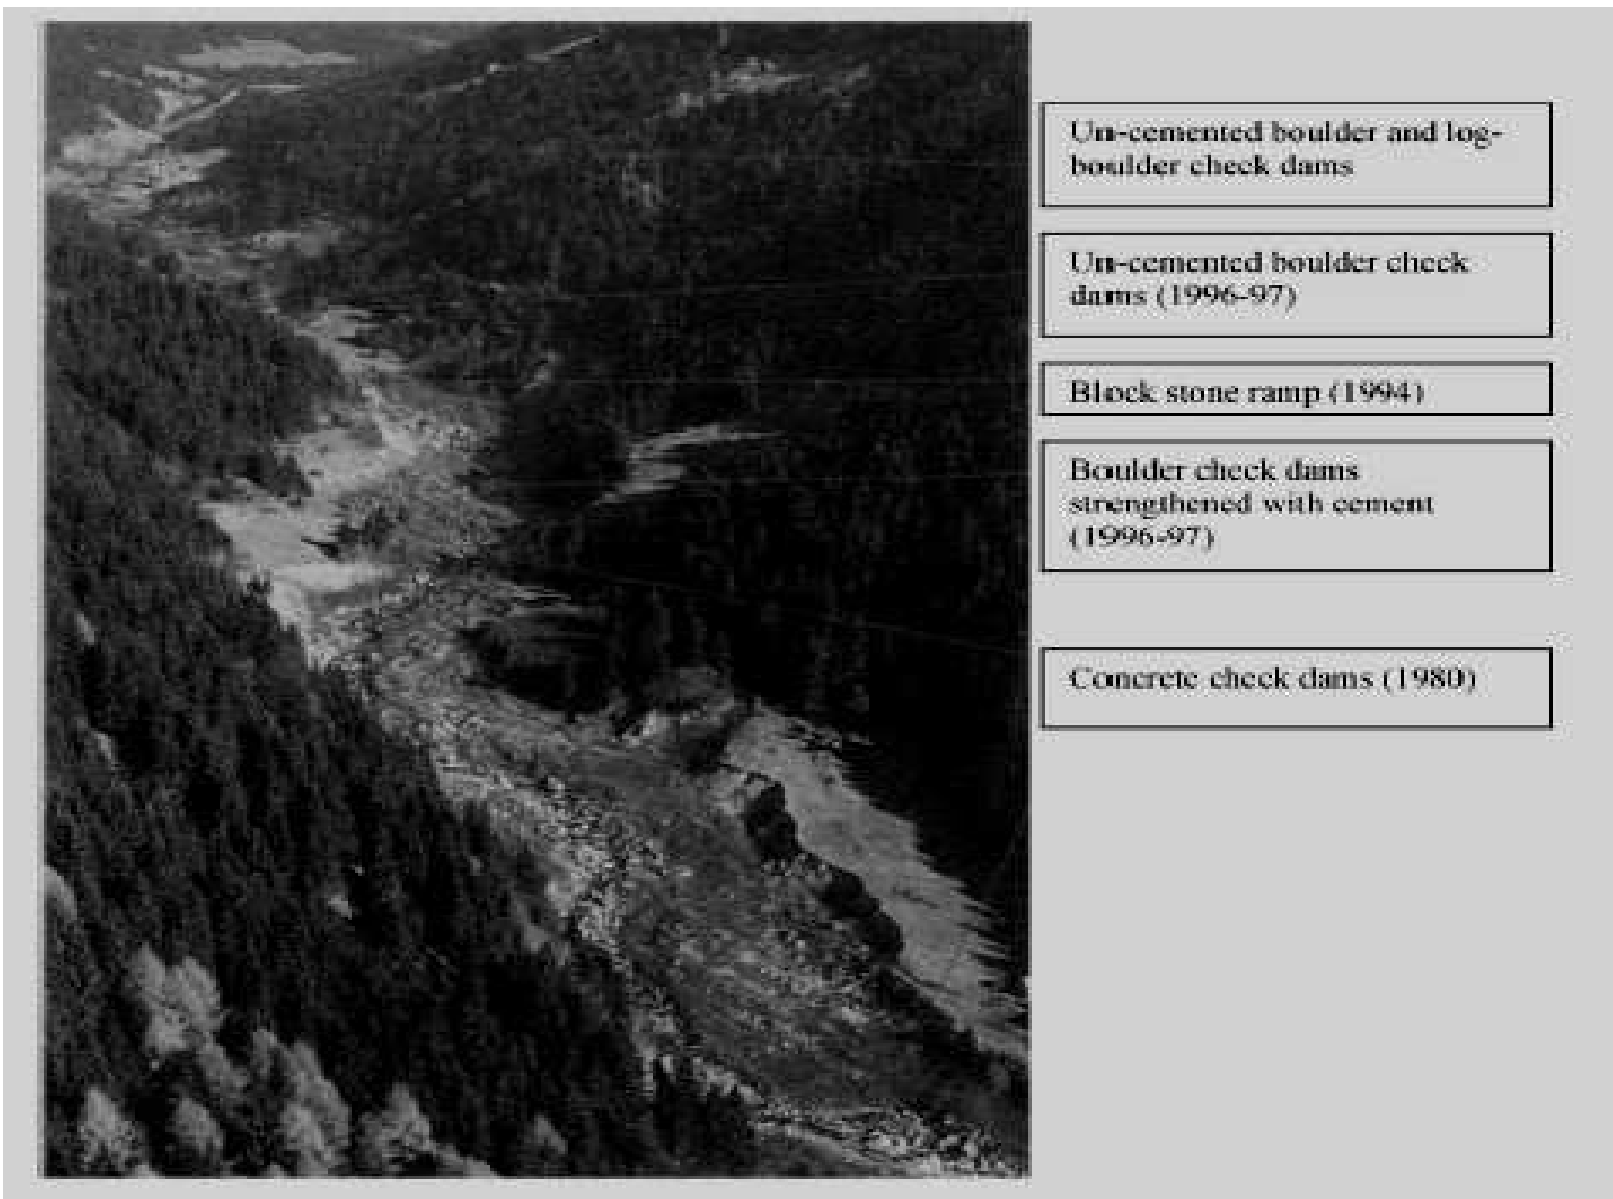 Un-cemented boulder and log-
boulder check dams
Un-cemented boulder check
dams (1996-97)
Block stone ramp (1994)
Boulder check dams
strengthened with cement
(1996-97)
Concrete check dams (1980)